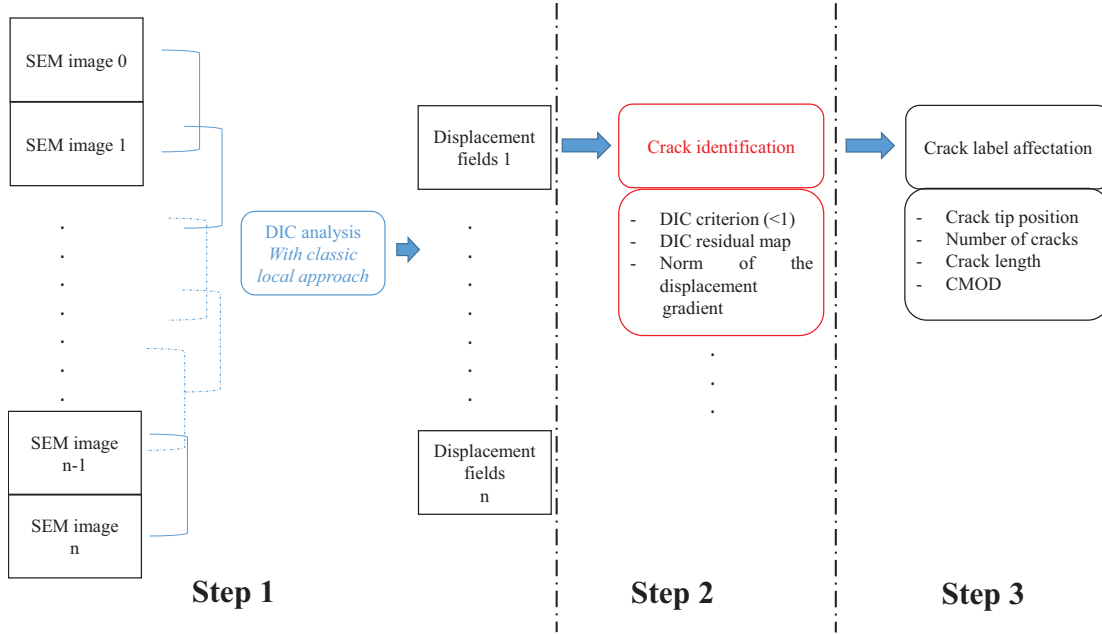 SEM image 0
SEM image 1
SEM image
n-1
SEM image
n
DIC analysis
With classic
local approach
Displacement
fields 1
Displacement
fields
n
Step 1
Crack identification
- DIC criterion (<1)
- DIC residual map
- Norm of the
displacement
gradient
Step 2
Crack label affectation
- Crack tip position
- Number of cracks
- Crack length
- CMOD
Step 3